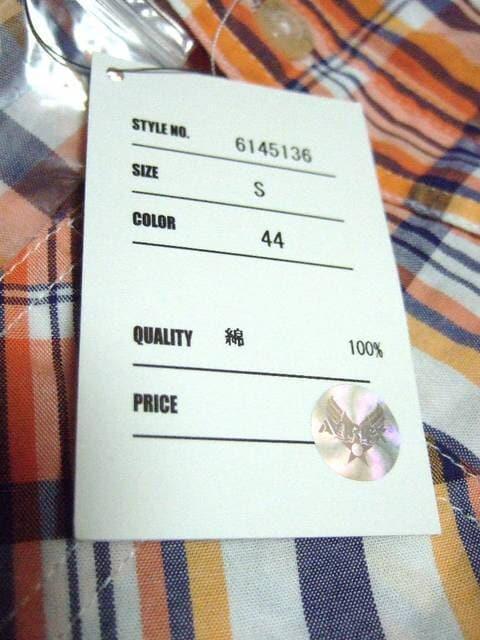 STYLE NO. 6145136
SIZE S
COLOR 44
QUALITY 綿 100%
PRICE